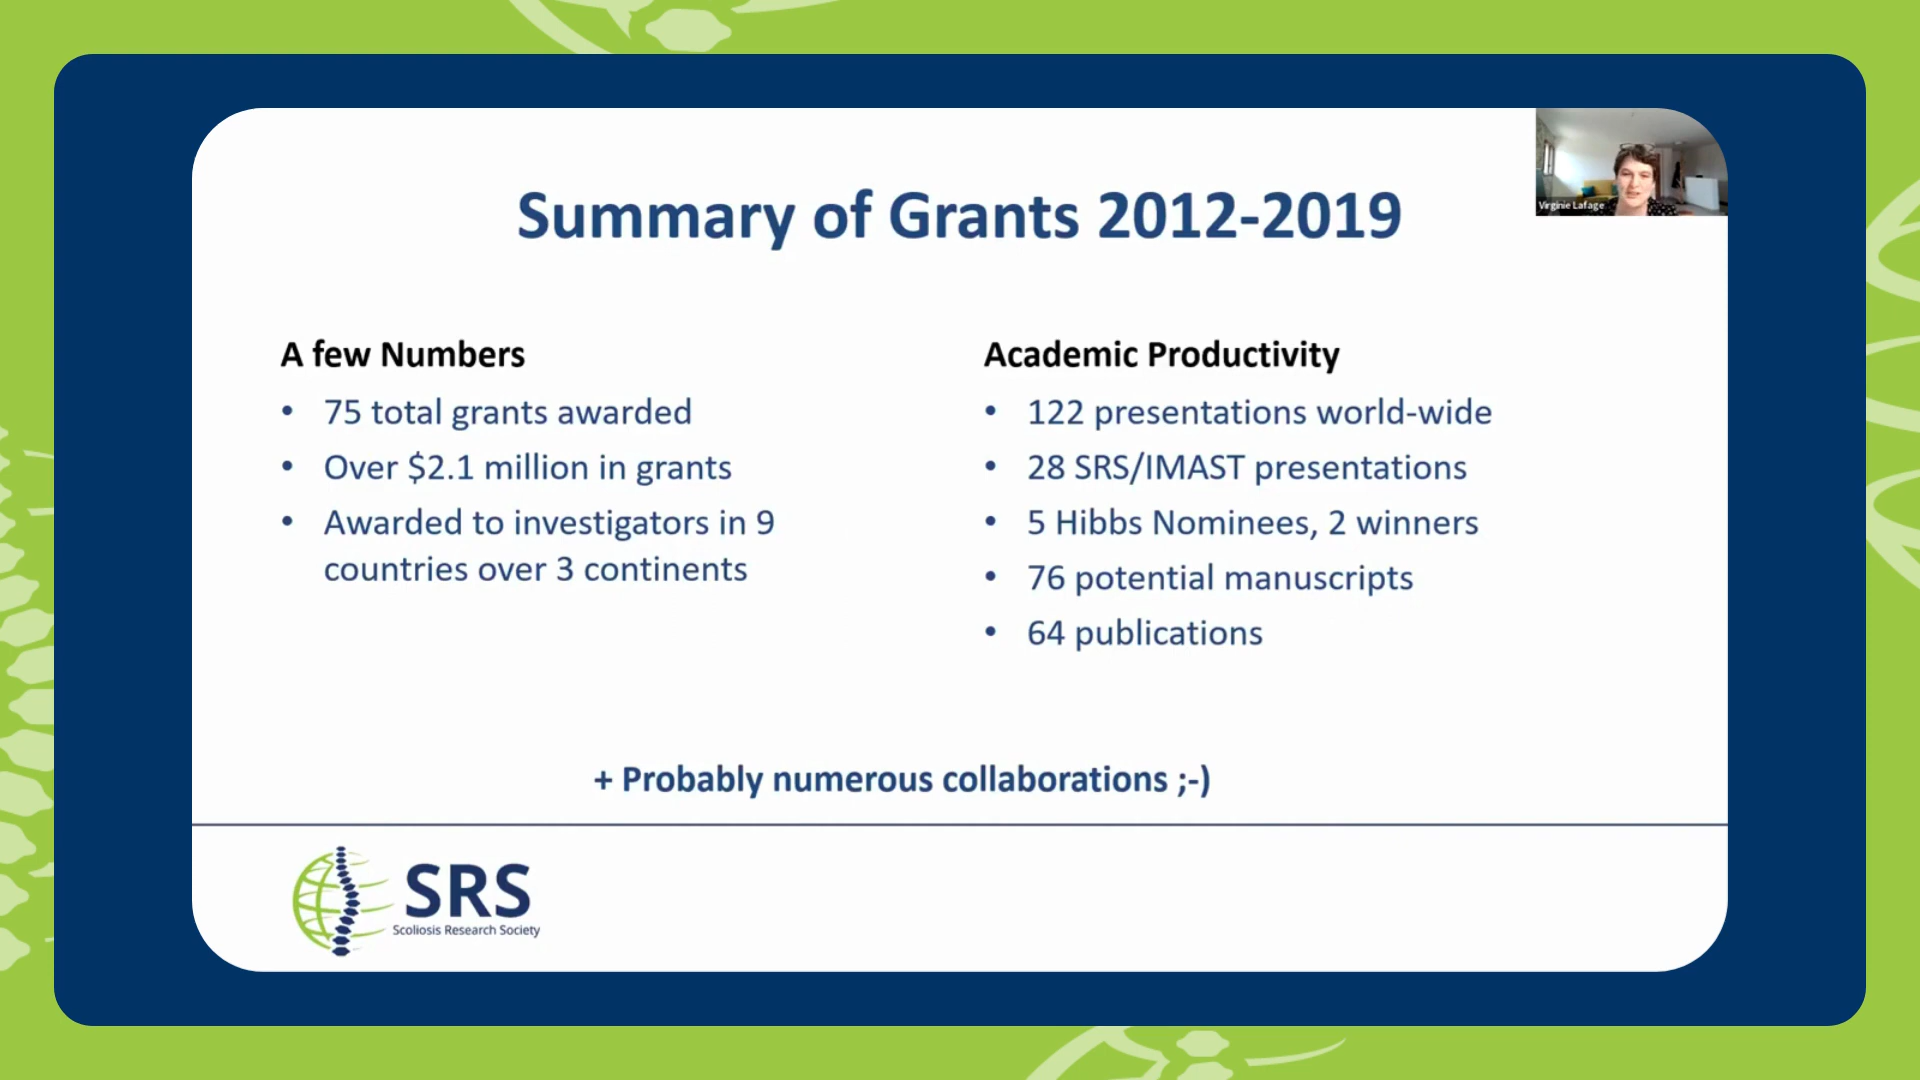 Summary of Grants 2012-2019
Virginie Lafage
A few Numbers
• 75 total grants awarded
• Over $2.1 million in grants
• Awarded to investigators in 9
countries over 3 continents
Academic Productivity
• 122 presentations world-wide
• 28 SRS/IMAST presentations
• 5 Hibbs Nominees, 2 winners
• 76 potential manuscripts
• 64 publications
+ Probably numerous collaborations ;-)
SRS
Scoliosis Research Society